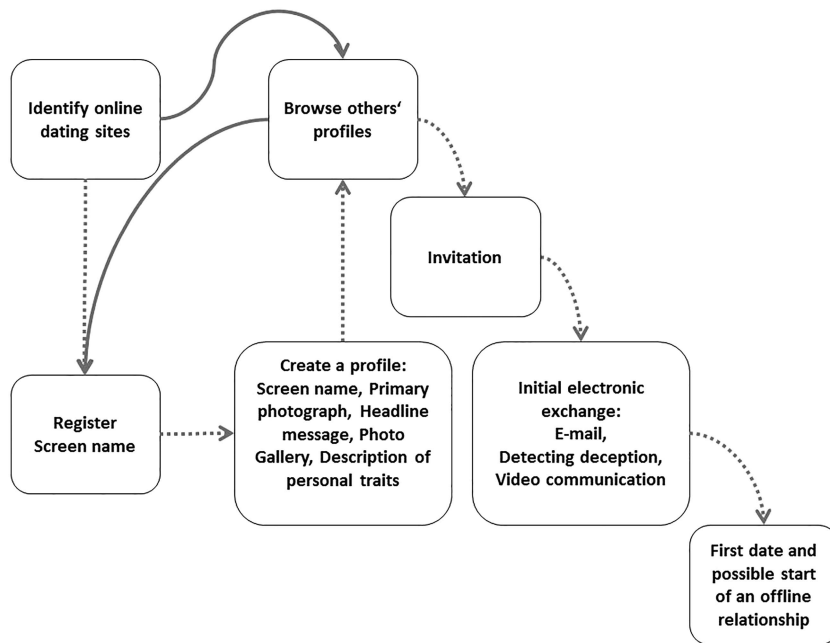 Identify online
dating sites
Browse others‘
profiles
Invitation
Register
Screen name
Create a profile:
Screen name, Primary
photograph, Headline
message, Photo
Gallery, Description of
personal traits
Initial electronic
exchange:
E-mail,
Detecting deception,
Video communication
First date and
possible start
of an offline
relationship